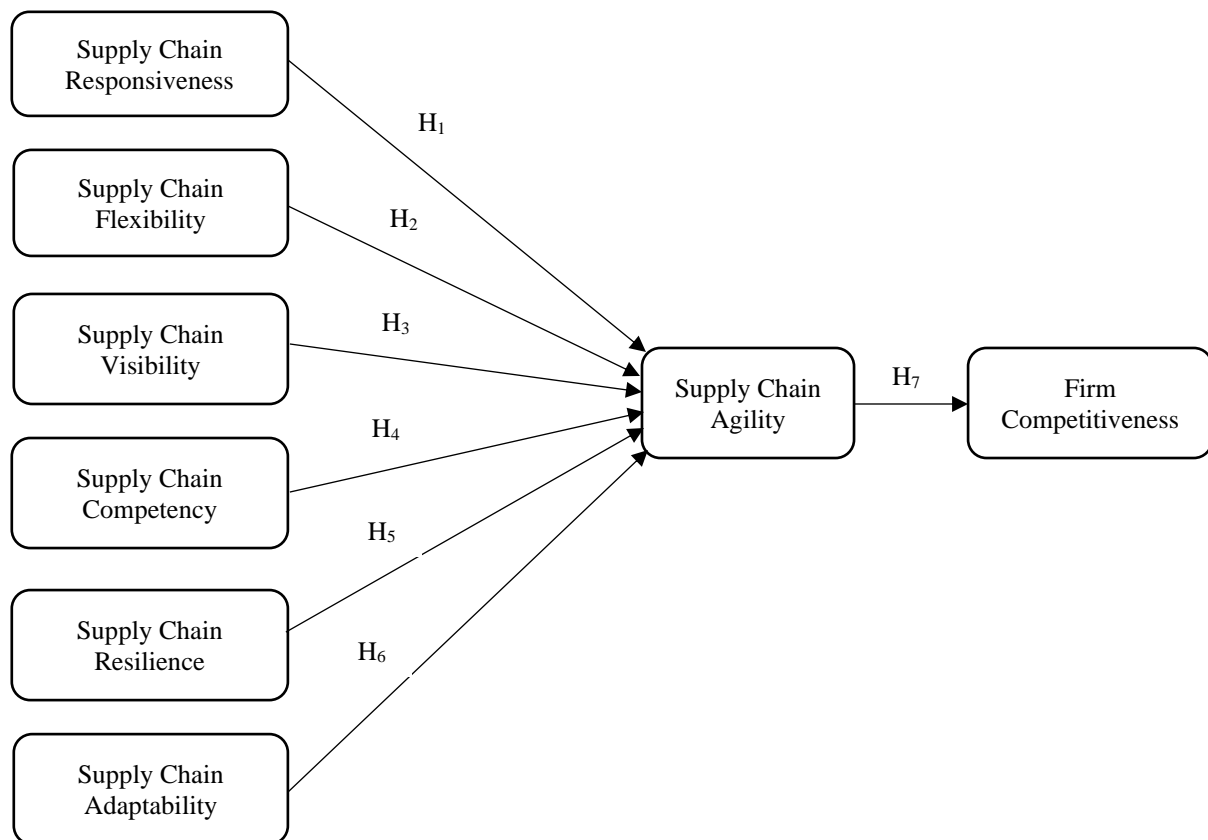 Supply Chain
Responsiveness
H₁
Supply Chain
Flexibility
H₂
Supply Chain
Visibility
H₃
Supply Chain
Competency
H₄
Supply Chain
Resilience
H₅
Supply Chain
Adaptability
H₆
Supply Chain
Agility
H₇
Firm
Competitiveness